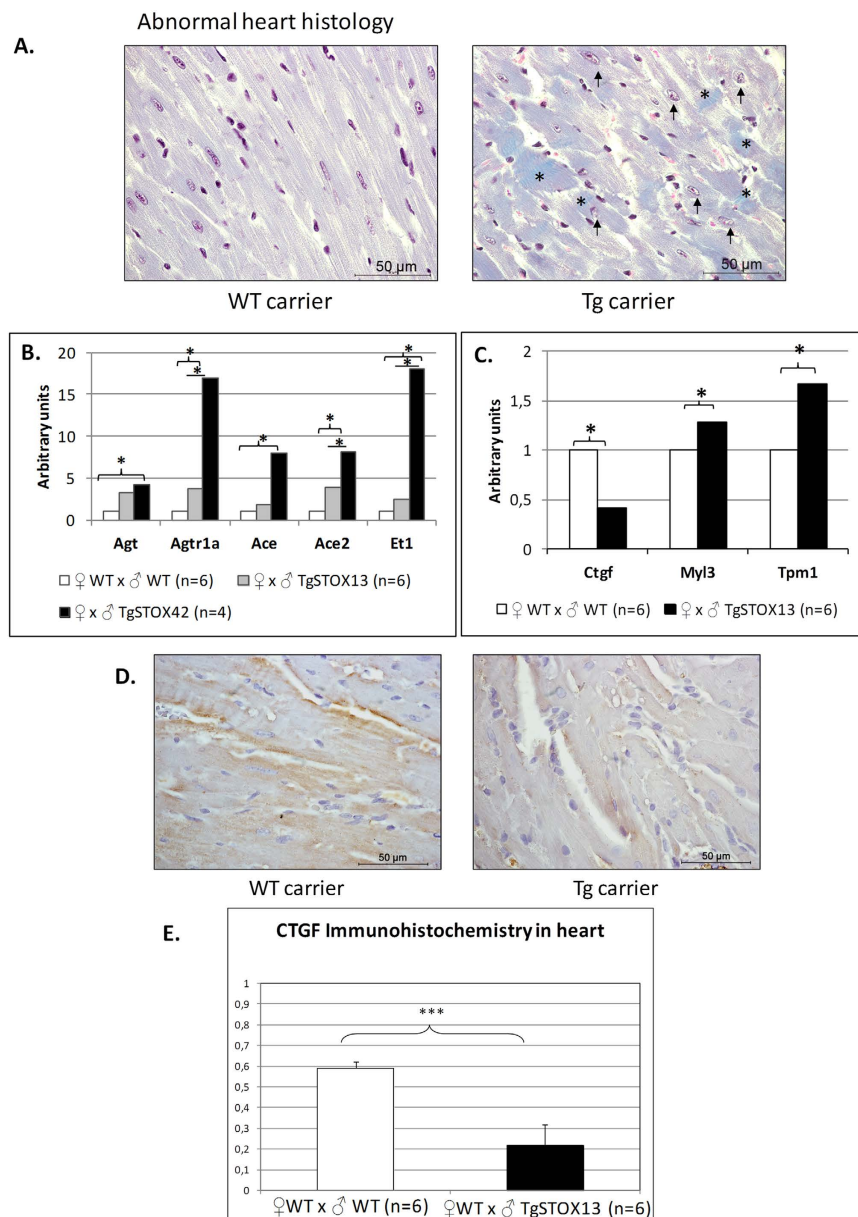 Abnormal heart histology
A.
50 µm
50 µm
WT carrier
Tg carrier
B.
Arbitrary units
20
15
10
5
0
*
*
*
*
*
*
*
*
Agt Agtr1a Ace Ace2 Et1
♀ WT x ♂ WT (n=6)
♀ x ♂ TgSTOX13 (n=6)
♀ x ♂ TgSTOX42 (n=4)
C.
Arbitrary units
2
1,5
1
0,5
0
*
*
*
Ctgf Myl3 Tpm1
♀ WT x ♂ WT (n=6)
♀ x ♂ TgSTOX13 (n=6)
D.
50 µm
50 µm
WT carrier
Tg carrier
E.
CTGF Immunohistochemistry in heart
1
0,9
0,8
0,7
0,6
0,5
0,4
0,3
0,2
0,1
0
***
♀WT x ♂ WT (n=6)
♀WT x ♂ TgSTOX13 (n=6)